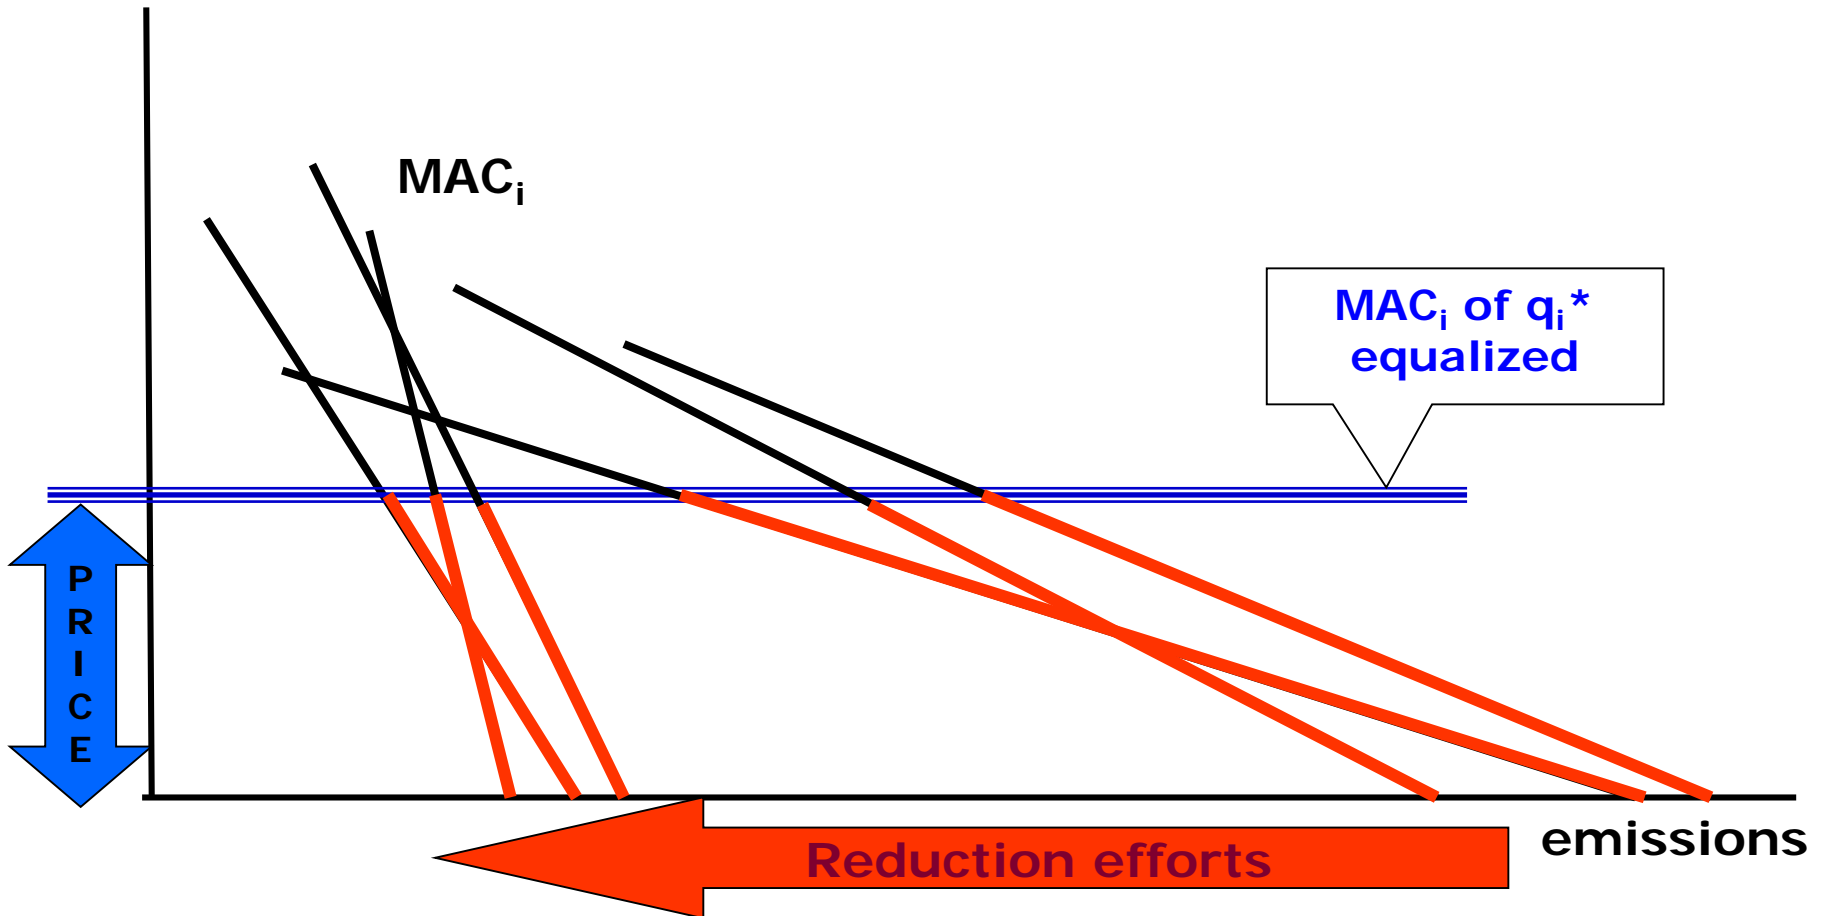 MACi
MACi of qi*
equalized
P
R
I
C
E
emissions
Reduction efforts